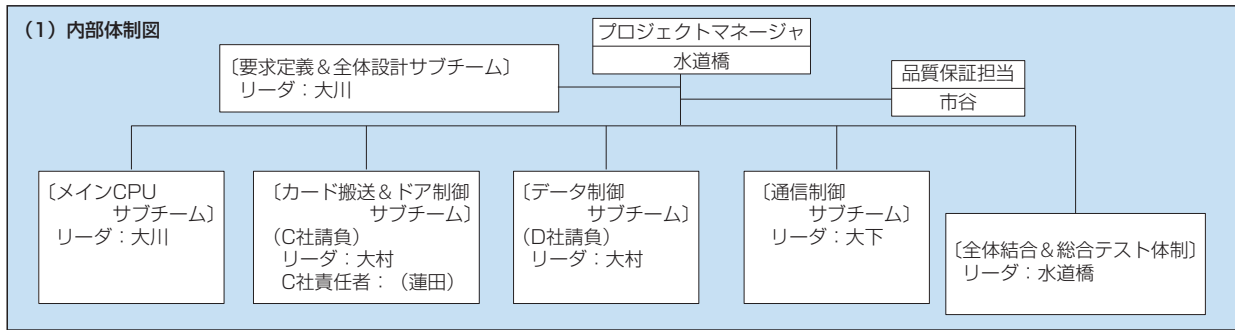 （1）内部体制図
プロジェクトマネージャ
水道橋
〔要求定義＆全体設計サブチーム〕
リーダ：大川
品質保証担当
市谷
〔メインCPU
サブチーム〕
リーダ：大川
〔カード搬送＆ドア制御
サブチーム〕
（C社請負）
リーダ：大村
C社責任者：（蓮田）
〔データ制御
サブチーム〕
（D社請負）
リーダ：大村
〔通信制御
サブチーム〕
リーダ：大下
〔全体結合＆総合テスト体制〕
リーダ：水道橋